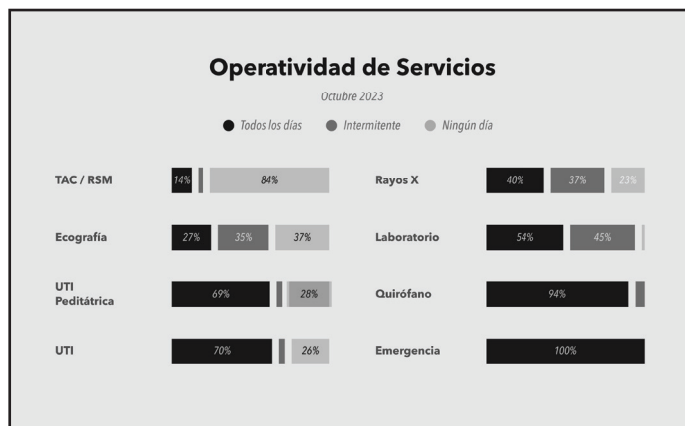 Operatividad de Servicios
Octubre 2023
Todos los días Intermitente Ningún día
TAC / RSM 14% 84%
Rayos X 40% 37% 23%
Ecografía 27% 35% 37%
Laboratorio 54% 45%
UTI
Peditátrica 69% 28%
Quirófano 94%
UTI 70% 26%
Emergencia 100%